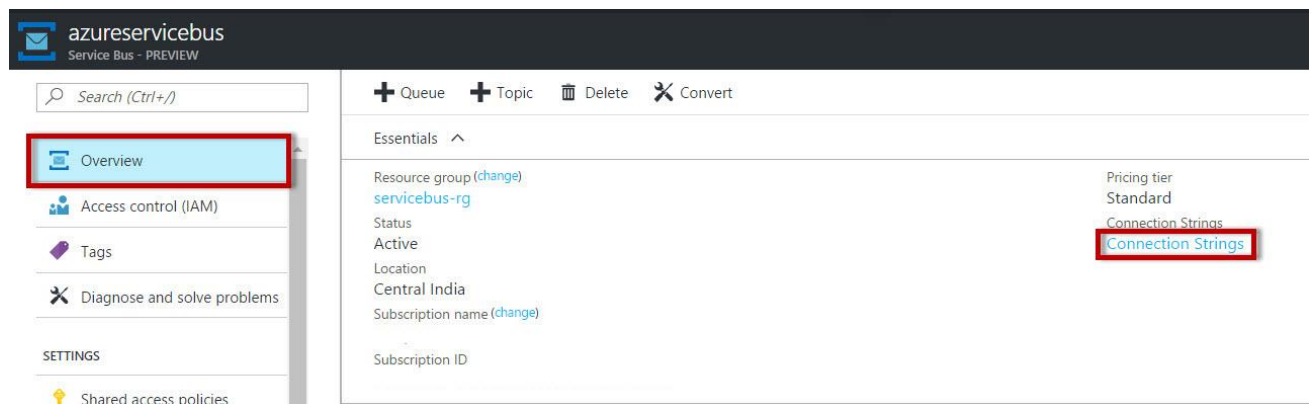 azureservicebus
Service Bus - PREVIEW
Search (Ctrl+/)
Overview
Access control (IAM)
Tags
Diagnose and solve problems
SETTINGS
Shared access policies
Queue Topic Delete Convert
Essentials
Resource group (change)
servicebus-rg
Status
Active
Location
Central India
Subscription name (change)
Subscription ID
Pricing tier
Standard
Connection Strings
Connection Strings